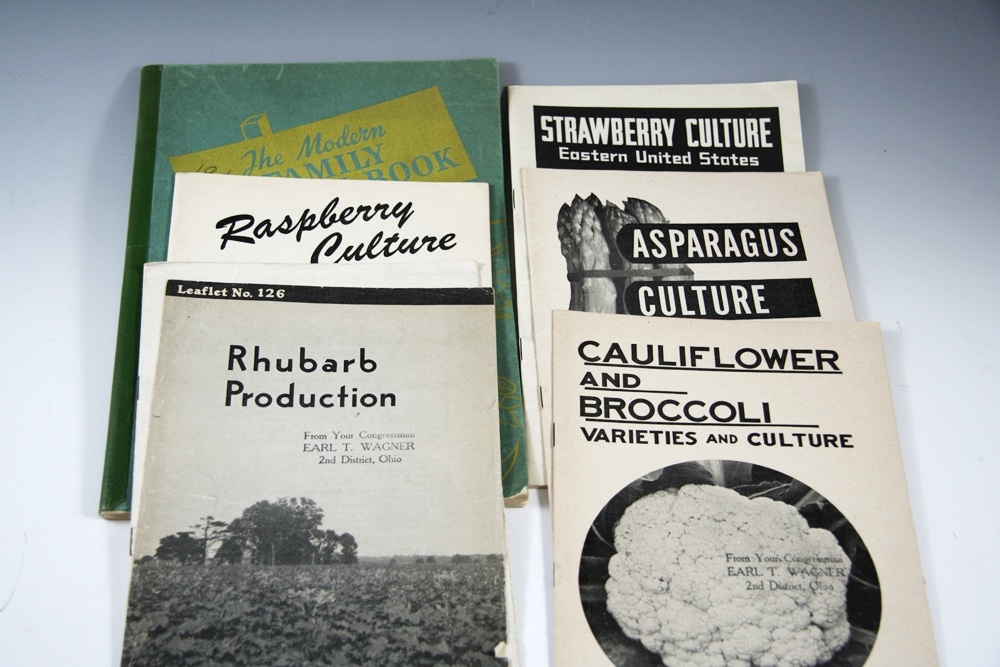 The Modern
FAMILY
BOOK
Raspberry
Culture
Leaflet No. 126
Rhubarb
Production
From Your Congressman
EARL T. WAGNER
2nd District, Ohio
STRAWBERRY CULTURE
Eastern United States
ASPARAGUS
CULTURE
CAULIFLOWER
AND
BROCCOLI
VARIETIES AND CULTURE
From Your Congressman
EARL T. WAGNER
2nd District, Ohio